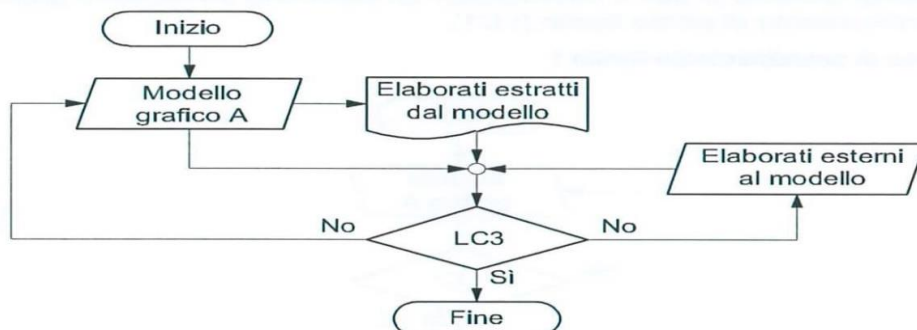 Inizio
Modello
grafico A
Elaborati estratti
dal modello
Elaborati esterni
al modello
No
LC3
No
Sì
Fine